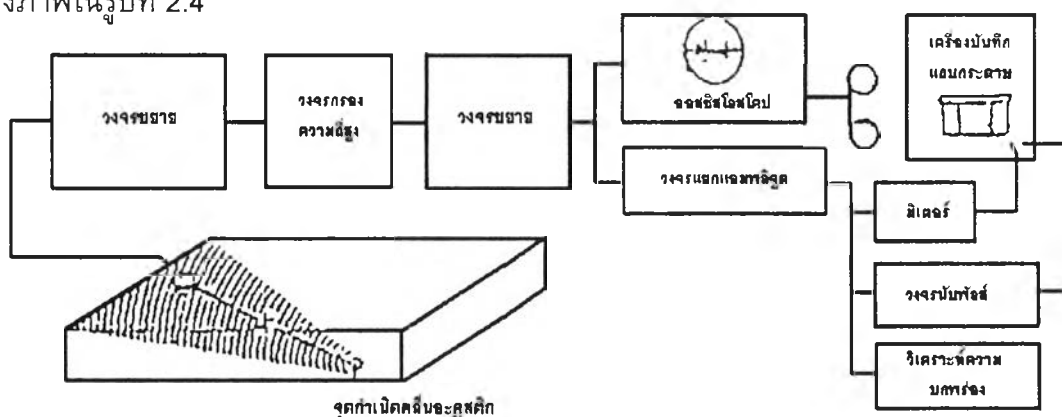 งภาพในรูปที่ 2.4
วงจรขยาย
วงจรกรอง
ความถี่สูง
วงจรขยาย
ออสซิลโลสโคป
เครื่องบันทึก
แถบกระดาษ
วงจรแยกแอมพลิจูด
มิเตอร์
วงจรนับพัลส์
วิเคราะห์ความ
บกพร่อง
จุดกำเนิดคลื่นอะคูสติก